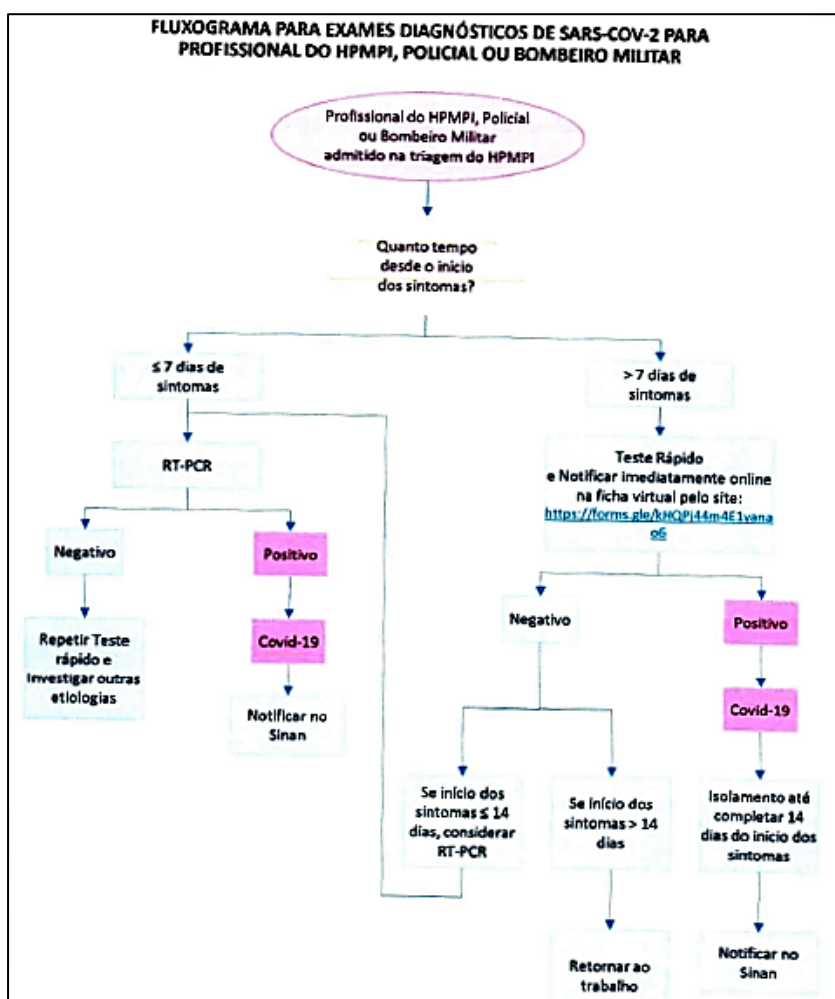 FLUXOGRAMA PARA EXAMES DIAGNÓSTICOS DE SARS-COV-2 PARA
PROFISSIONAL DO HPMPI, POLICIAL OU BOMBEIRO MILITAR
Profissional do HPMPI, Policial
ou Bombeiro Militar
admitido na triagem do HPMPI
Quanto tempo
desde o início
dos sintomas?
≤ 7 dias de
sintomas
> 7 dias de
sintomas
RT-PCR
Teste Rápido
e Notificar imediatamente online
na ficha virtual pelo site:
Negativo
Positivo
Repetir Teste
rápido e
Investigar outras
etiologias
Covid-19
Notificar no
Sinan
Negativo
Positivo
Covid-19
Se início dos
sintomas ≤ 14
dias, considerar
RT-PCR
Se início dos
sintomas > 14
dias
Isolamento até
completar 14
dias do início dos
sintomas
Retornar ao
trabalho
Notificar no
Sinan